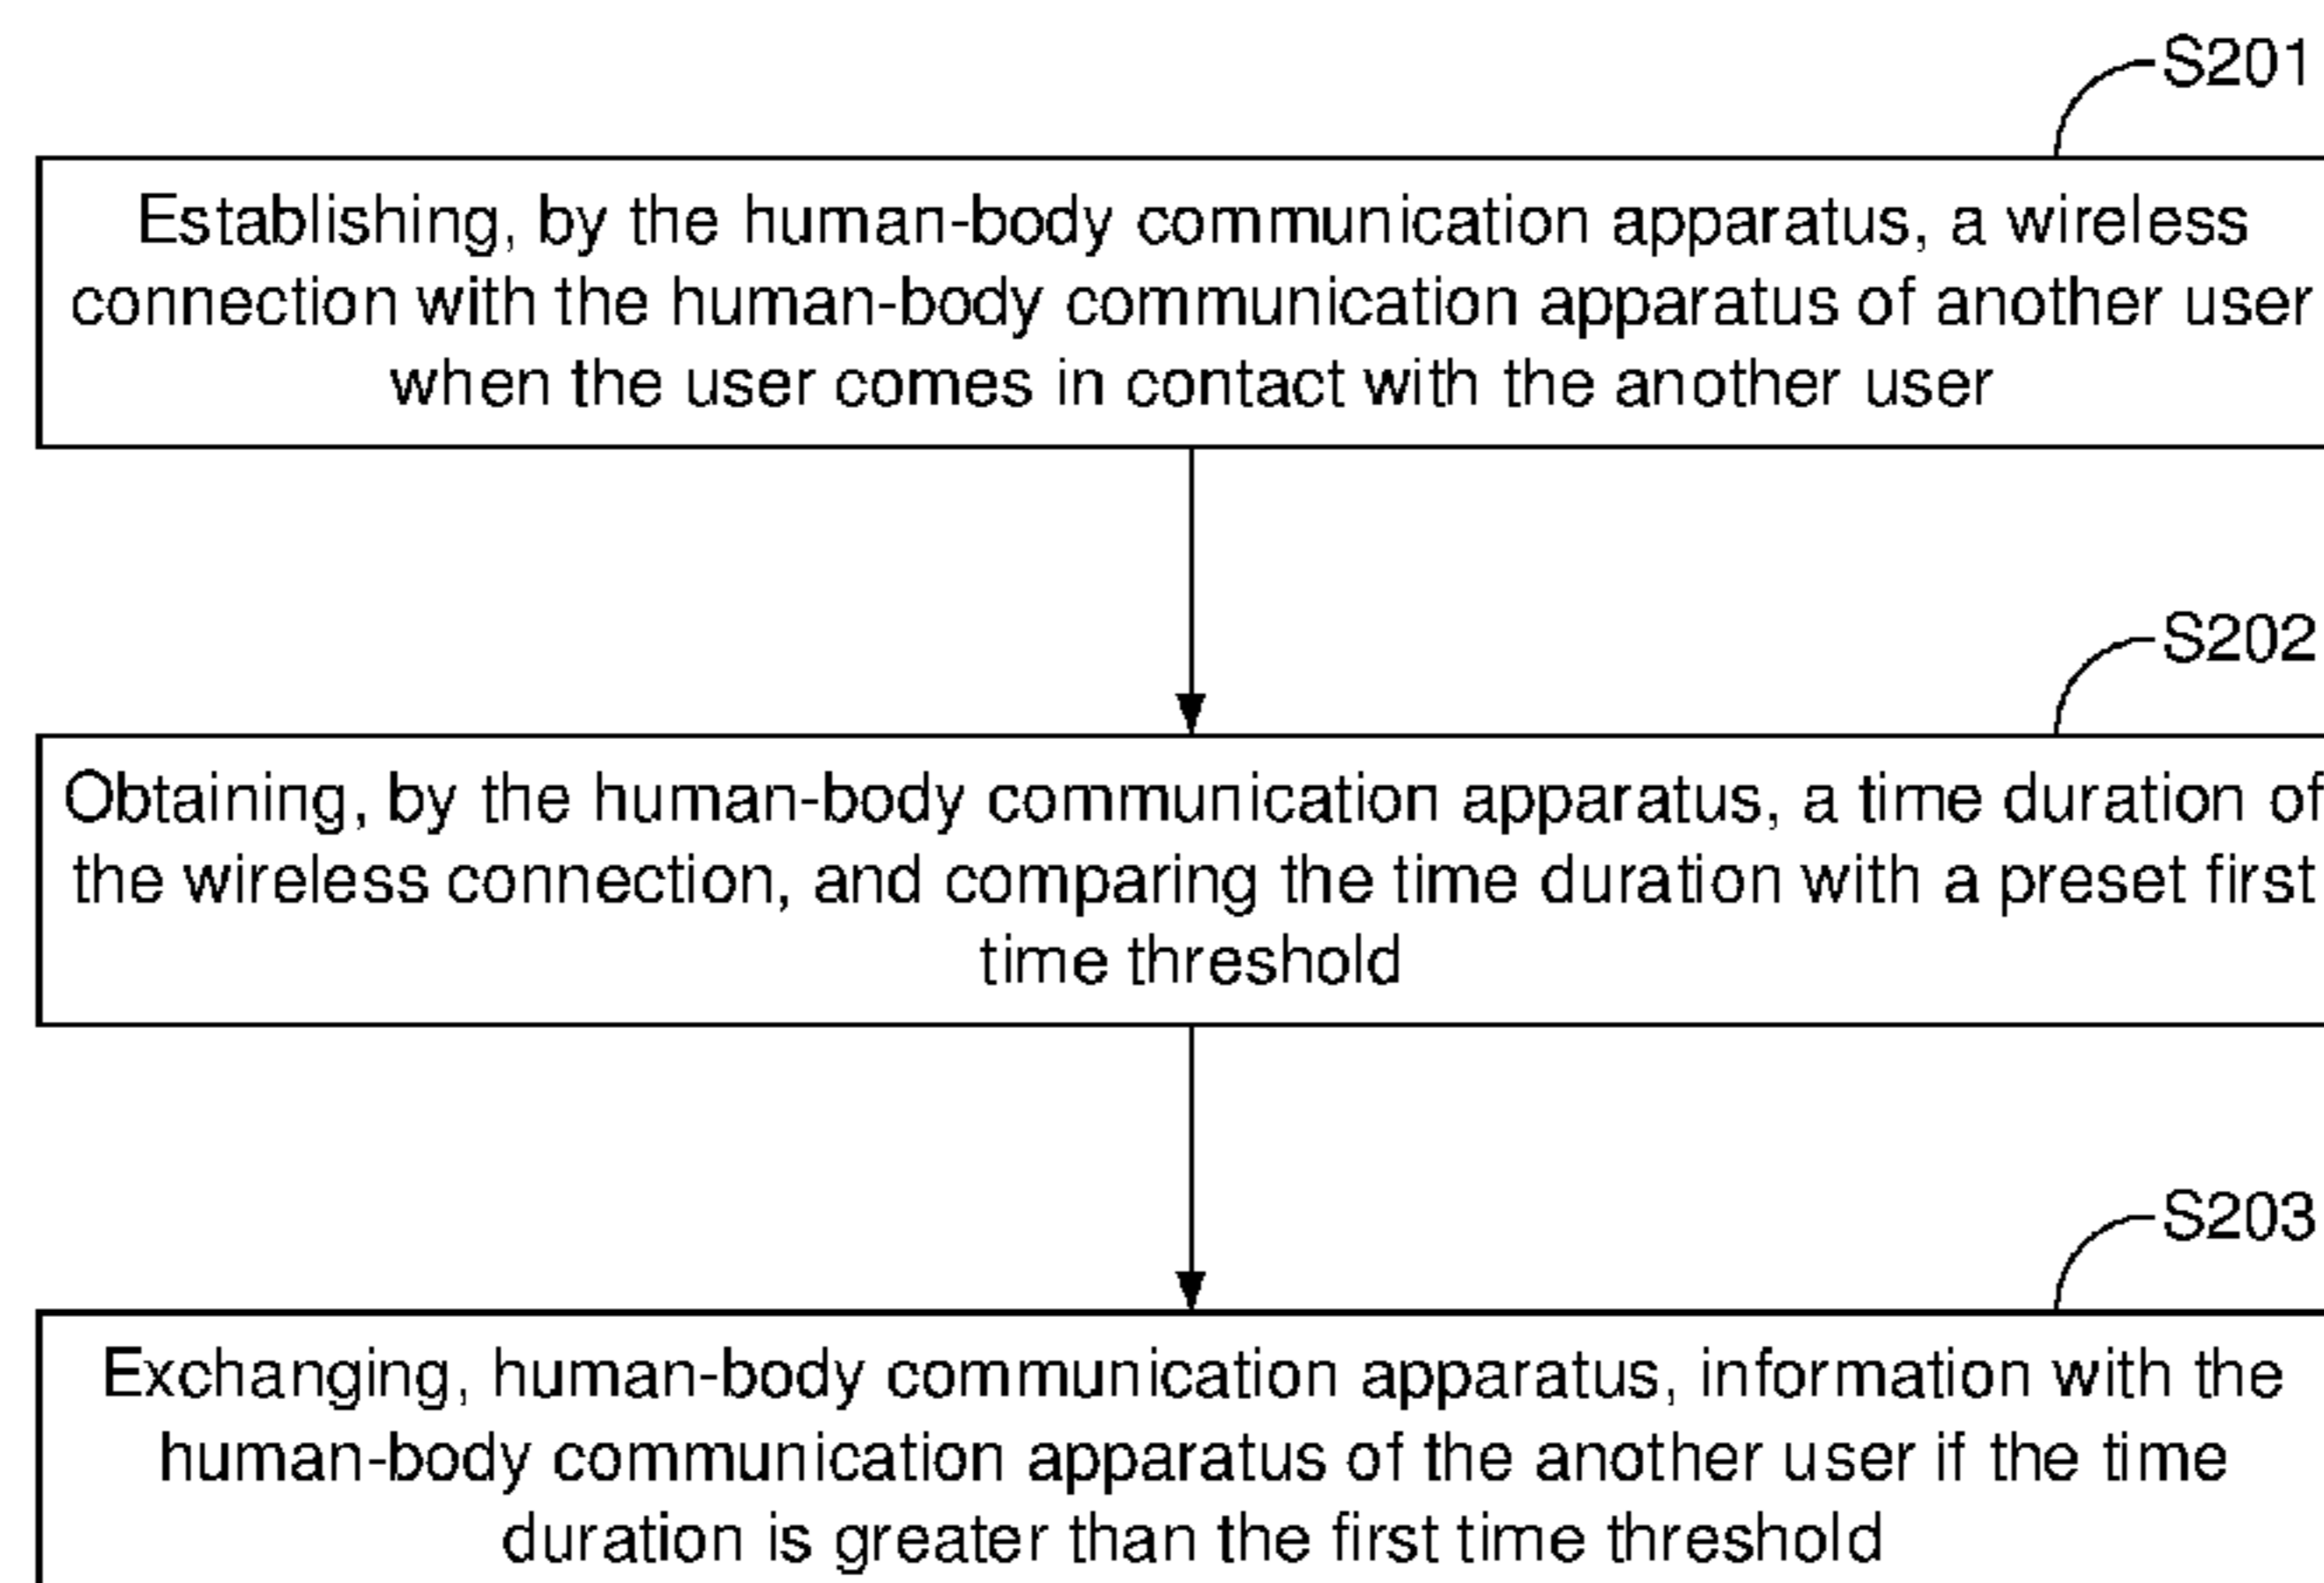 S201
Establishing, by the human-body communication apparatus, a wireless
connection with the human-body communication apparatus of another user
when the user comes in contact with the another user
S202
Obtaining, by the human-body communication apparatus, a time duration of
the wireless connection, and comparing the time duration with a preset first
time threshold
S203
Exchanging, human-body communication apparatus, information with the
human-body communication apparatus of the another user if the time
duration is greater than the first time threshold